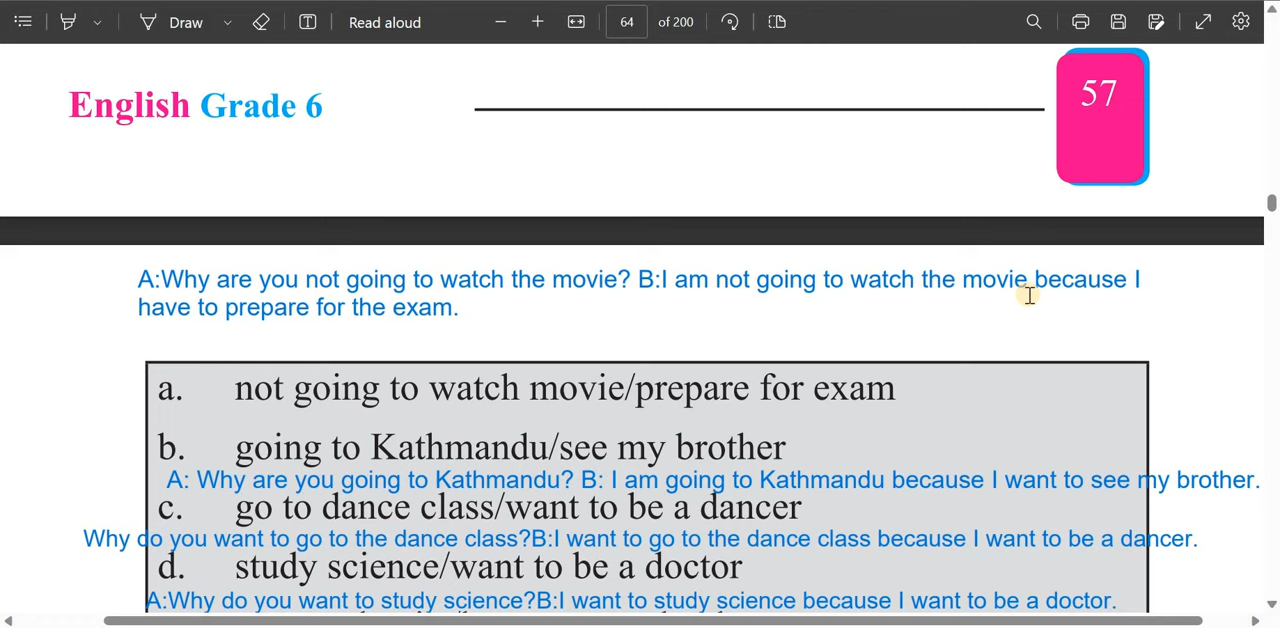 Draw
Read aloud
64 of 200
English Grade 6
57
A:Why are you not going to watch the movie? B:I am not going to watch the movie because I
have to prepare for the exam.
a. not going to watch movie/prepare for exam
b. going to Kathmandu/see my brother
A: Why are you going to Kathmandu? B: I am going to Kathmandu because I want to see my brother.
c. go to dance class/want to be a dancer
Why do you want to go to the dance class?B:I want to go to the dance class because I want to be a dancer.
d. study science/want to be a doctor
A:Why do you want to study science?B:I want to study science because I want to be a doctor.